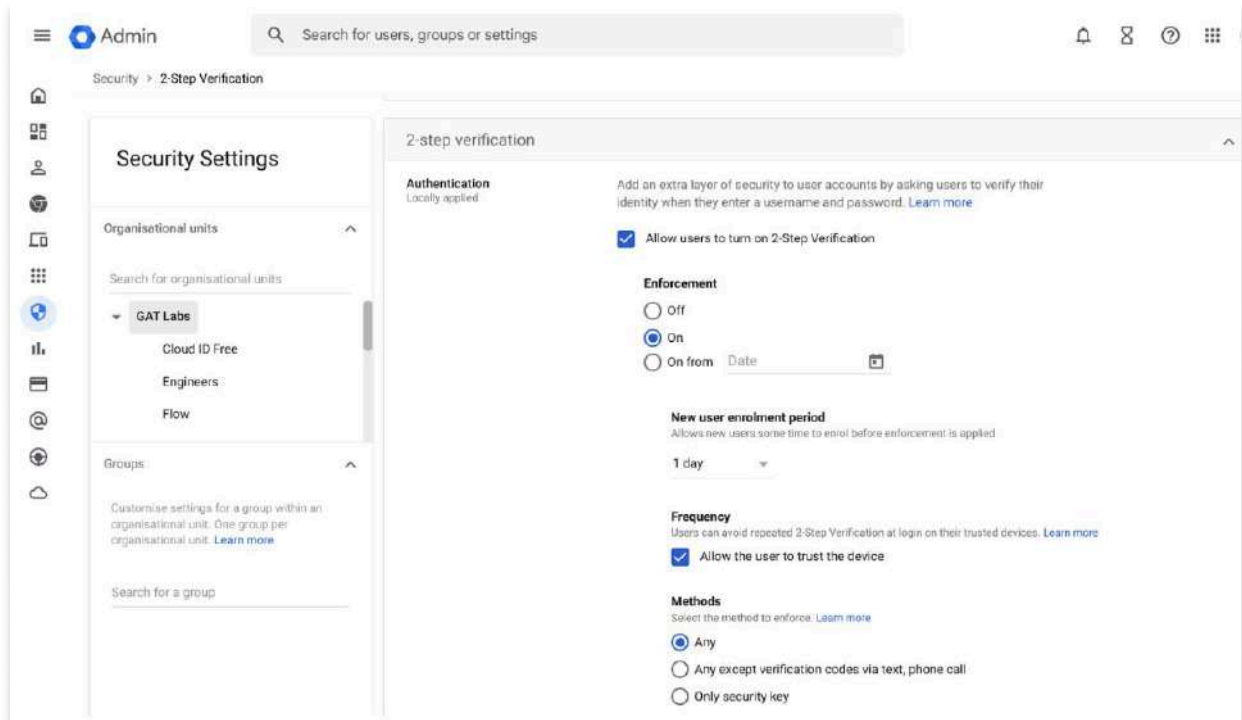 Admin
Search for users, groups or settings
Security > 2-Step Verification
Security Settings
Organisational units
Search for organisational units
GAT Labs
Cloud ID Free
Engineers
Flow
Groups
Customise settings for a group within an
organisational unit. One group per
organisational unit. Learn more
Search for a group
2-step verification
Authentication
Locally applied
Add an extra layer of security to user accounts by asking users to verify their
identity when they enter a username and password. Learn more
Allow users to turn on 2-Step Verification
Enforcement
Off
On
On from Date
New user enrolment period
Allows new users some time to enrol before enforcement is applied
1 day
Frequency
Users can avoid repeated 2-Step Verification at login on their trusted devices. Learn more
Allow the user to trust the device
Methods
Select the method to enforce. Learn more
Any
Any except verification codes via text, phone call
Only security key